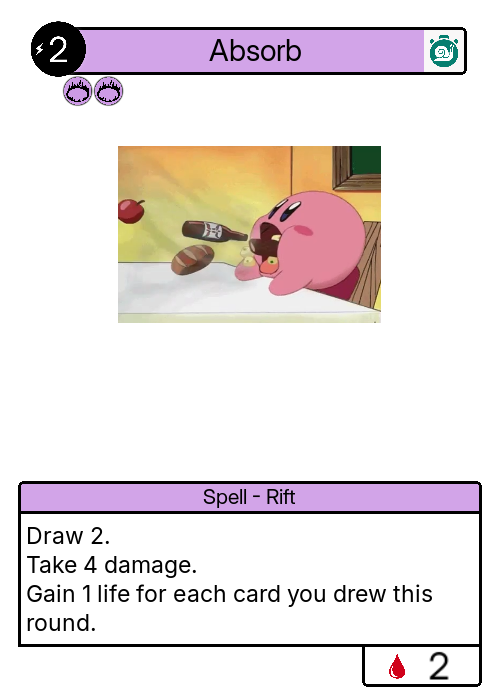 2
Absorb
Spell - Rift
Draw 2.
Take 4 damage.
Gain 1 life for each card you drew this
round.
2